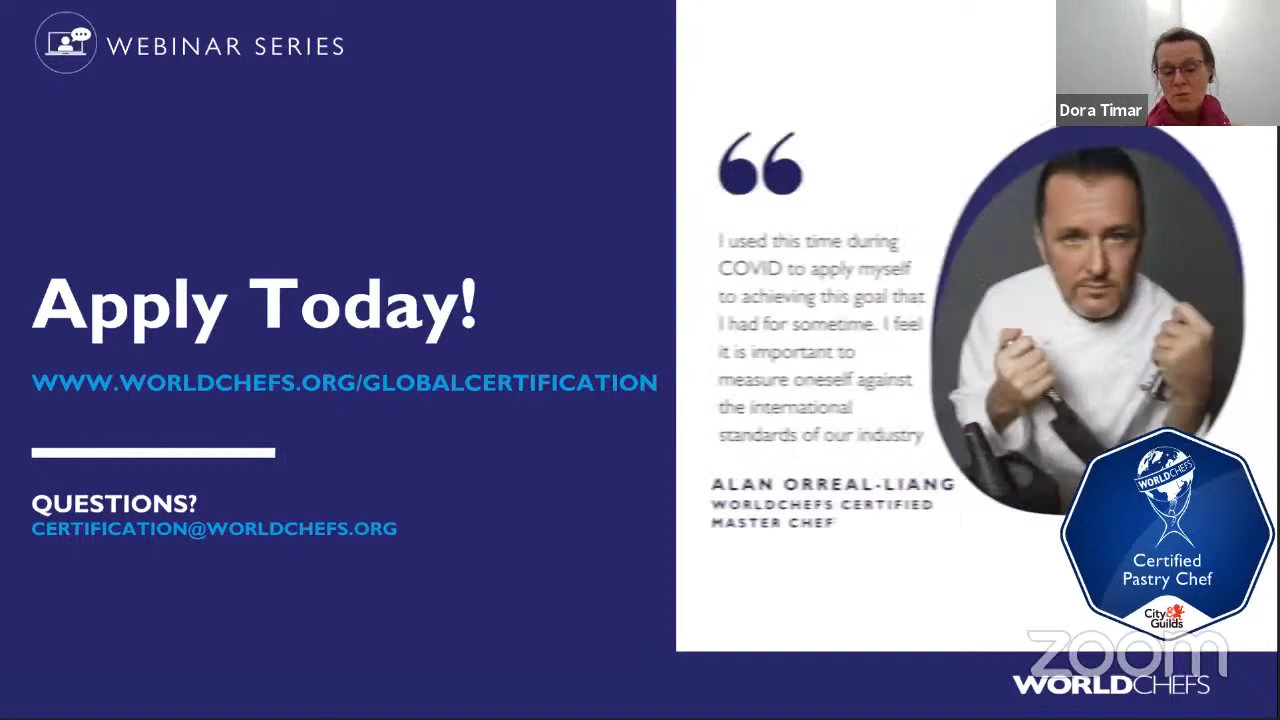 WEBINAR SERIES
Dora Timar
Apply Today!
WWW.WORLDCHEFS.ORG/GLOBALCERTIFICATION
QUESTIONS?
CERTIFICATION@WORLDCHEFS.ORG
I used this time during
COVID to apply myself
to achieving this goal that
I had for sometime. I feel
it is important to
measure oneself against
the international
standards of our industry
ALAN ORREAL-LIANG
WORLDCHEFS CERTIFIED
MASTER CHEF
WORLDCHEFS
Certified
Pastry Chef
City&
Guilds
zoom
WORLDCHEFS